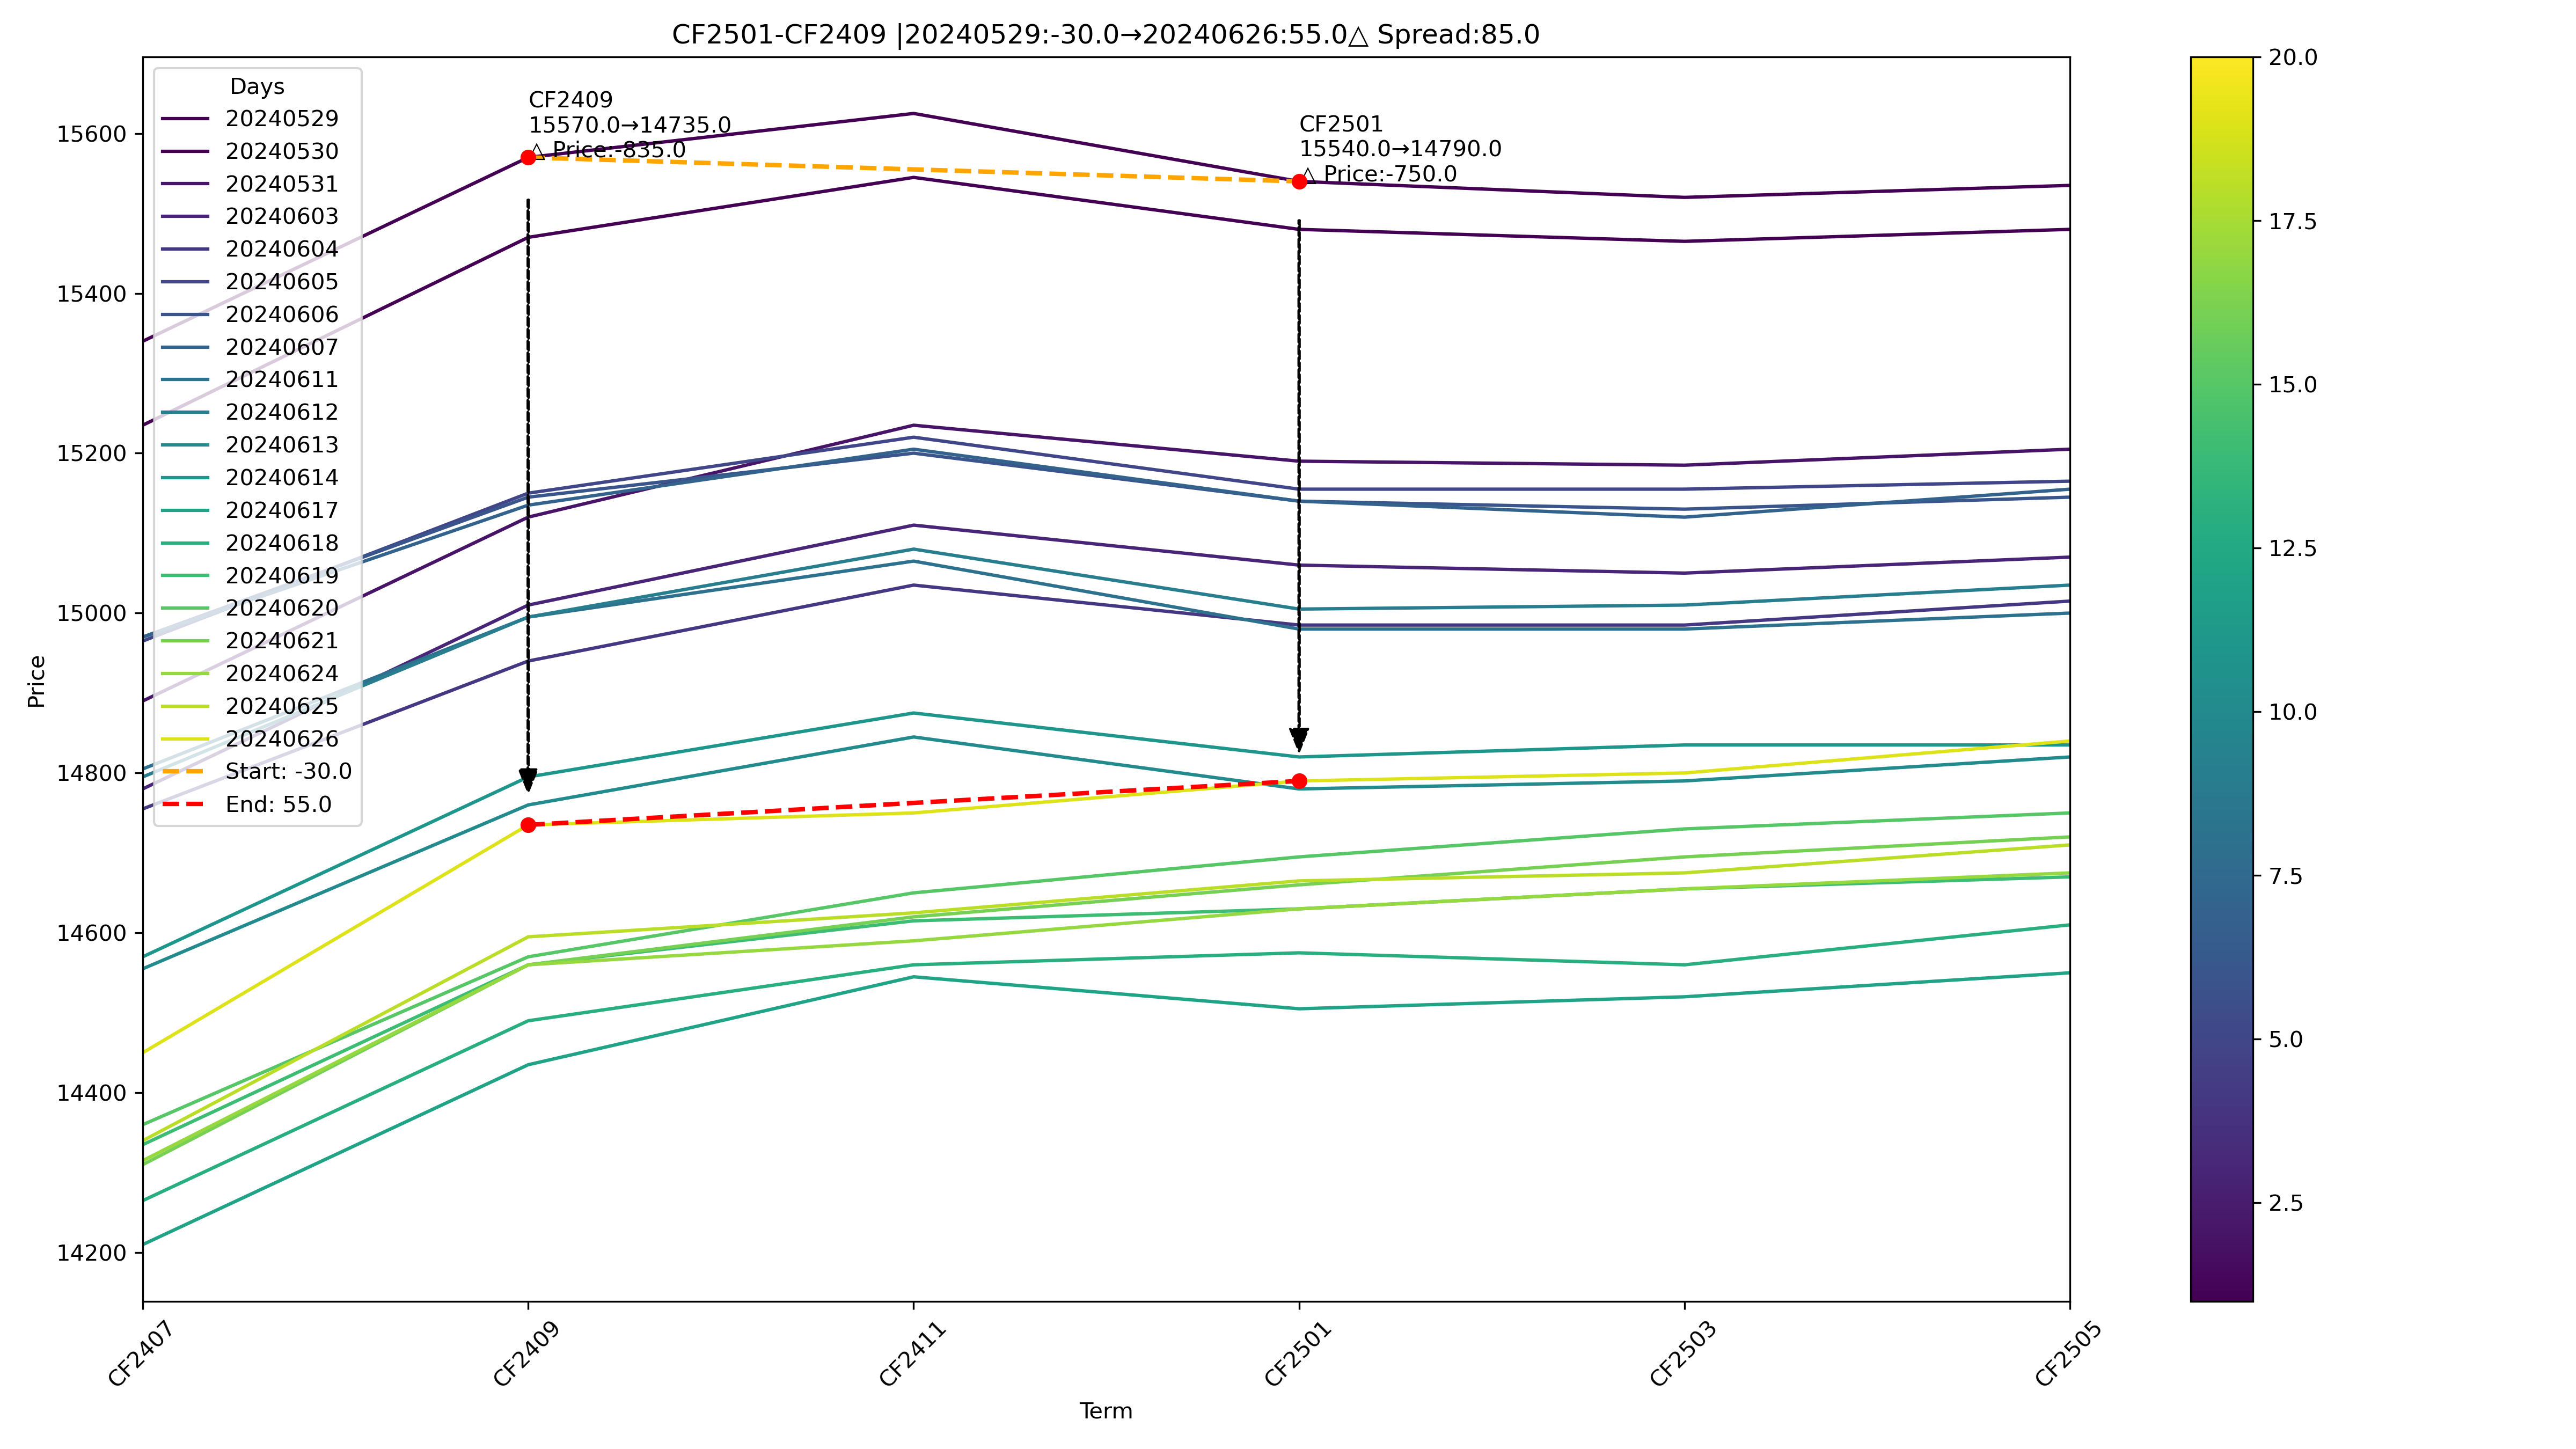 CF2501-CF2409 |20240529:-30.0→20240626:55.0△ Spread:85.0
Days
20240529
20240530
20240531
20240603
20240604
20240605
20240606
20240607
20240611
20240612
20240613
20240614
20240617
20240618
20240619
20240620
20240621
20240624
20240625
20240626
Start: -30.0
End: 55.0
CF2409
15570.0→14735.0
△ Price:-835.0
CF2501
15540.0→14790.0
△ Price:-750.0
Price
15600
15400
15200
15000
14800
14600
14400
14200
CF2407
CF2409
CF2411
CF2501
CF2503
CF2505
Term
20.0
17.5
15.0
12.5
10.0
7.5
5.0
2.5